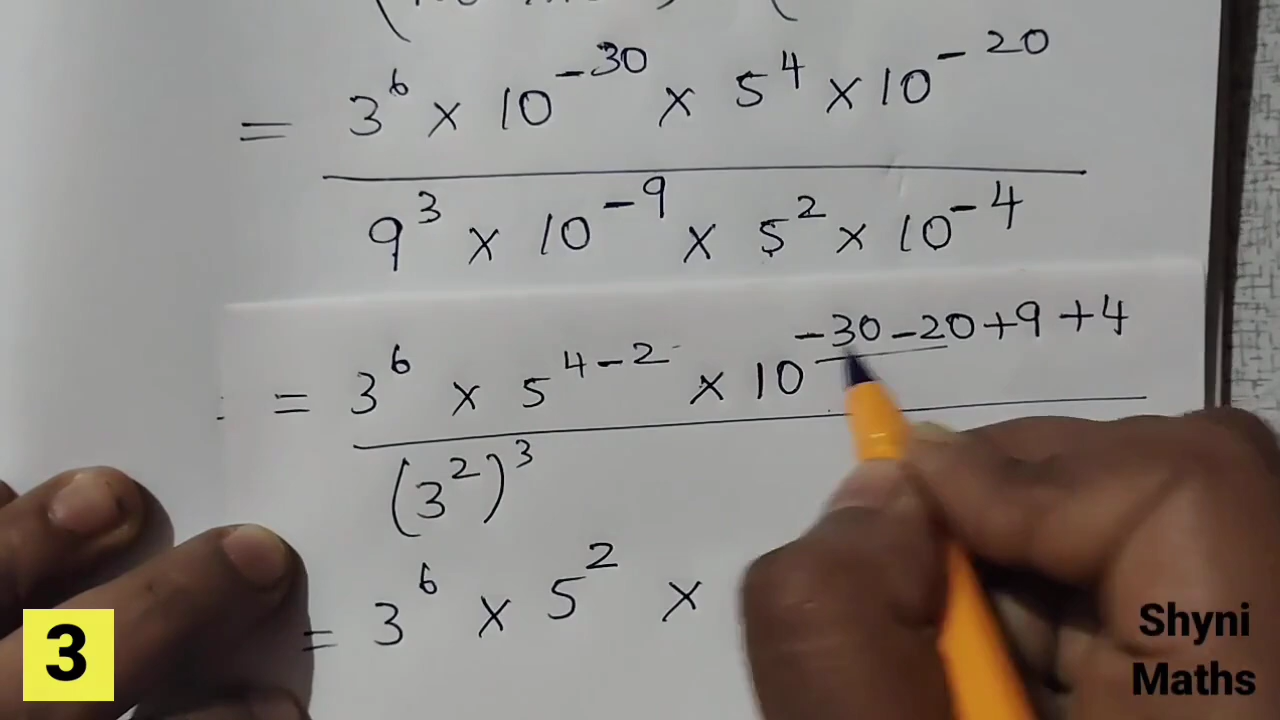 = 3^6 × 10^-30 × 5^4 × 10^-20
9^3 × 10^-9 × 5^2 × 10^-4
= 3^6 × 5^4-2 × 10^-30-20+9+4
(3^2)^3
= 3^6 × 5^2 ×
3
Shyni
Maths